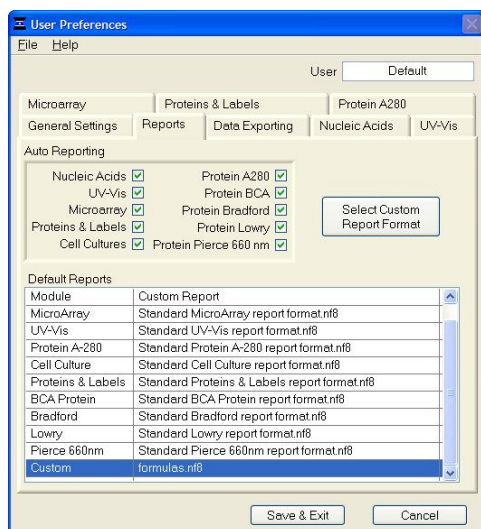 User Preferences
File Help
User Default
Microarray Proteins & Labels Protein A280
General Settings Reports Data Exporting Nucleic Acids UV-Vis
Auto Reporting
Nucleic Acids Protein A280
UV-Vis Protein BCA
Microarray Protein Bradford
Proteins & Labels Protein Lowry
Cell Cultures Protein Pierce 660 nm
Select Custom
Report Format
Default Reports
Module Custom Report
MicroArray Standard MicroArray report format.nf8
UV-Vis Standard UV-Vis report format.nf8
Protein A-280 Standard Protein A-280 report format.nf8
Cell Culture Standard Cell Culture report format.nf8
Proteins & Labels Standard Proteins & Labels report format.nf8
BCA Protein Standard BCA Protein report format.nf8
Bradford Standard Bradford report format.nf8
Lowry Standard Lowry report format.nf8
Pierce 660nm Standard Pierce 660nm report format.nf8
Custom formulas.nf8
Save & Exit Cancel